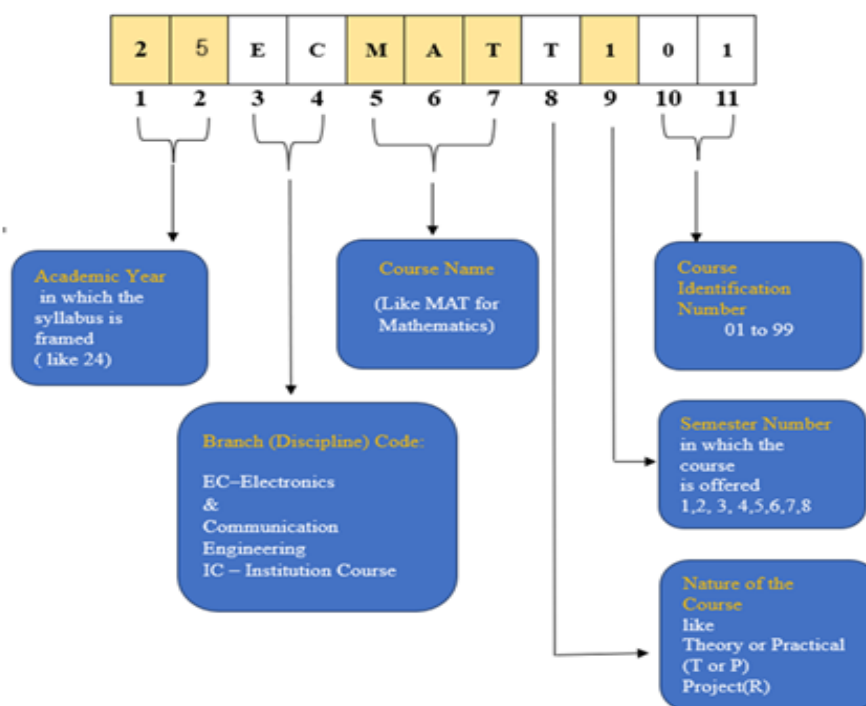 2 5 E C M A T T 1 0 1
1 2 3 4 5 6 7 8 9 10 11
Academic Year
in which the
syllabus is
framed
( like 24)
Course Name
(Like MAT for
Mathematics)
Course
Identification
Number
01 to 99
Branch (Discipline) Code:
EC–Electronics
&
Communication
Engineering
IC – Institution Course
Semester Number
in which the
course
is offered
1,2, 3, 4,5,6,7,8
Nature of the
Course
like
Theory or Practical
(T or P)
Project(R)